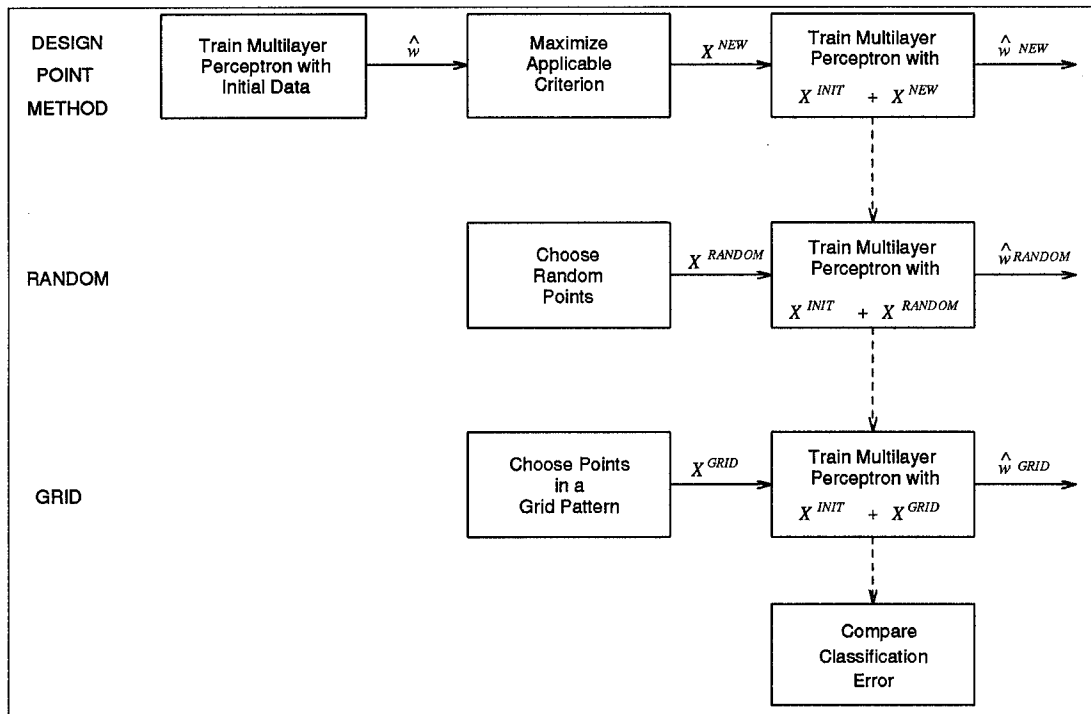 DESIGN
POINT
METHOD
Train Multilayer
Perceptron with
Initial Data
ŵ
Maximize
Applicable
Criterion
X^NEW
Train Multilayer
Perceptron with
X^INIT + X^NEW
ŵ^NEW
RANDOM
Choose
Random
Points
X^RANDOM
Train Multilayer
Perceptron with
X^INIT + X^RANDOM
ŵ^RANDOM
GRID
Choose Points
in a
Grid Pattern
X^GRID
Train Multilayer
Perceptron with
X^INIT + X^GRID
ŵ^GRID
Compare
Classification
Error